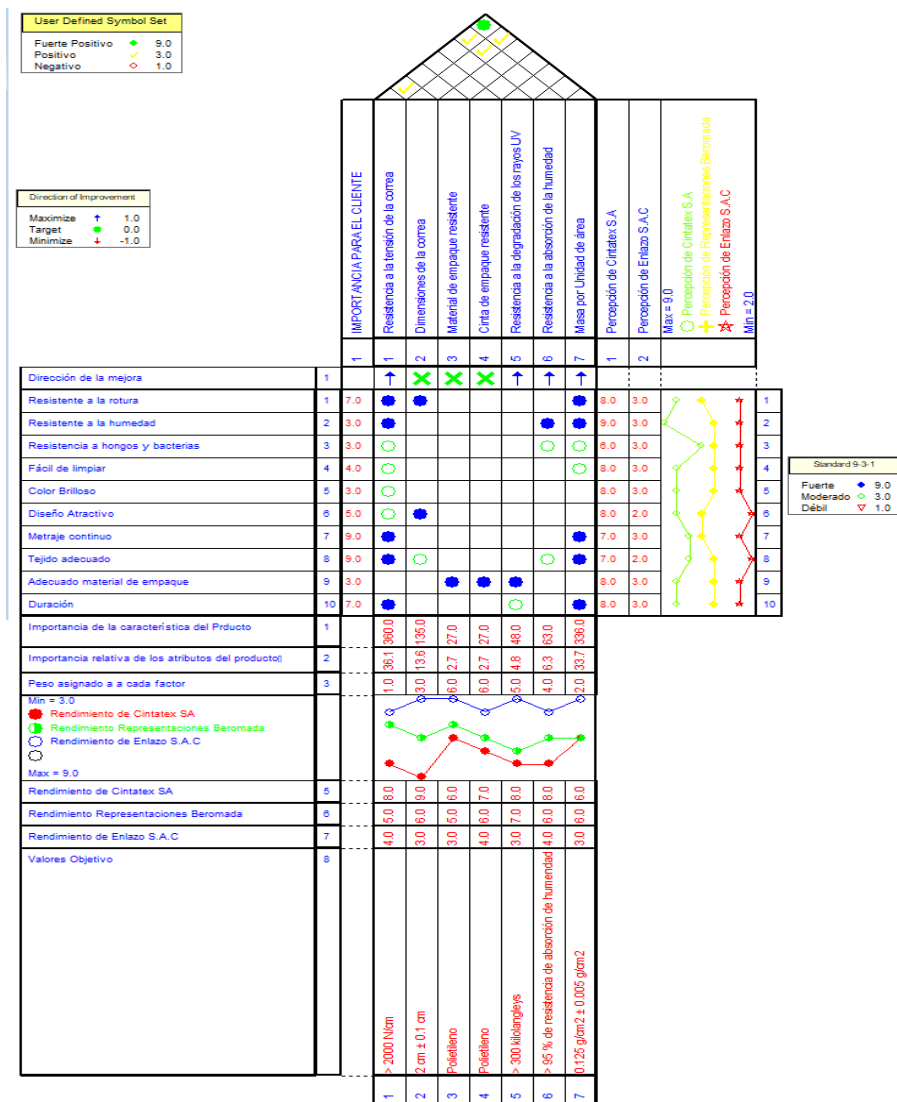 User Defined Symbol Set
Fuerte Positivo 9.0
Positivo 3.0
Negativo 1.0
Direction of Improvement
Maximize 1.0
Target 0.0
Minimize -1.0
IMPORTANCIA PARA EL CLIENTE
Resistencia a la tensión de la correa
Dimensiones de la correa
Material de empaque resistente
Cinta de empaque resistente
Resistencia a la degradación de los rayos UV
Resistencia a la absorción de la humedad
Masa por Unidad de área
Percepción de Cintatex S.A
Percepción de Enlazo S.A.C
Max = 9.0
Percepción de Cintatex S.A
Percepción de Representaciones Beromada
Percepción de Enlazo S.A.C
Min = 2.0
1 1 2 3 4 5 6 7 1 2
Dirección de la mejora 1
Resistente a la rotura 1 7.0 8.0 3.0 1
Resistente a la humedad 2 3.0 9.0 3.0 2
Resistencia a hongos y bacterias 3 3.0 6.0 3.0 3
Fácil de limpiar 4 4.0 8.0 3.0 4
Color Brilloso 5 3.0 8.0 3.0 5
Diseño Atractivo 6 5.0 8.0 2.0 6
Metraje continuo 7 9.0 7.0 3.0 7
Tejido adecuado 8 9.0 7.0 2.0 8
Adecuado material de empaque 9 3.0 8.0 3.0 9
Duración 10 7.0 8.0 3.0 10
Standard 9-3-1
Fuerte 9.0
Moderado 3.0
Débil 1.0
Importancia de la característica del Prducto 1 360.0 135.0 27.0 27.0 48.0 63.0 336.0
Importancia relativa de los atributos del producto 2 36.1 13.6 2.7 2.7 4.8 6.3 33.7
Peso asignado a a cada factor 3 1.0 3.0 6.0 6.0 5.0 4.0 2.0
Min = 3.0
Rendimiento de Cintatex SA
Rendimiento Representaciones Beromada
Rendimiento de Enlazo S.A.C
Max = 9.0
Rendimiento de Cintatex SA 5 8.0 9.0 6.0 7.0 8.0 8.0 6.0
Rendimiento Representaciones Beromada 6 5.0 6.0 5.0 6.0 7.0 6.0 6.0
Rendimiento de Enlazo S.A.C 7 4.0 3.0 3.0 4.0 3.0 4.0 3.0
Valores Objetivo 8
> 2000 N/cm
2 cm ± 0.1 cm
Polietileno
Polietileno
> 300 kilolangleys
> 95 % de resistencia de absorción de humendad
0.125 g/cm2 ± 0.005 g/cm2
1 2 3 4 5 6 7